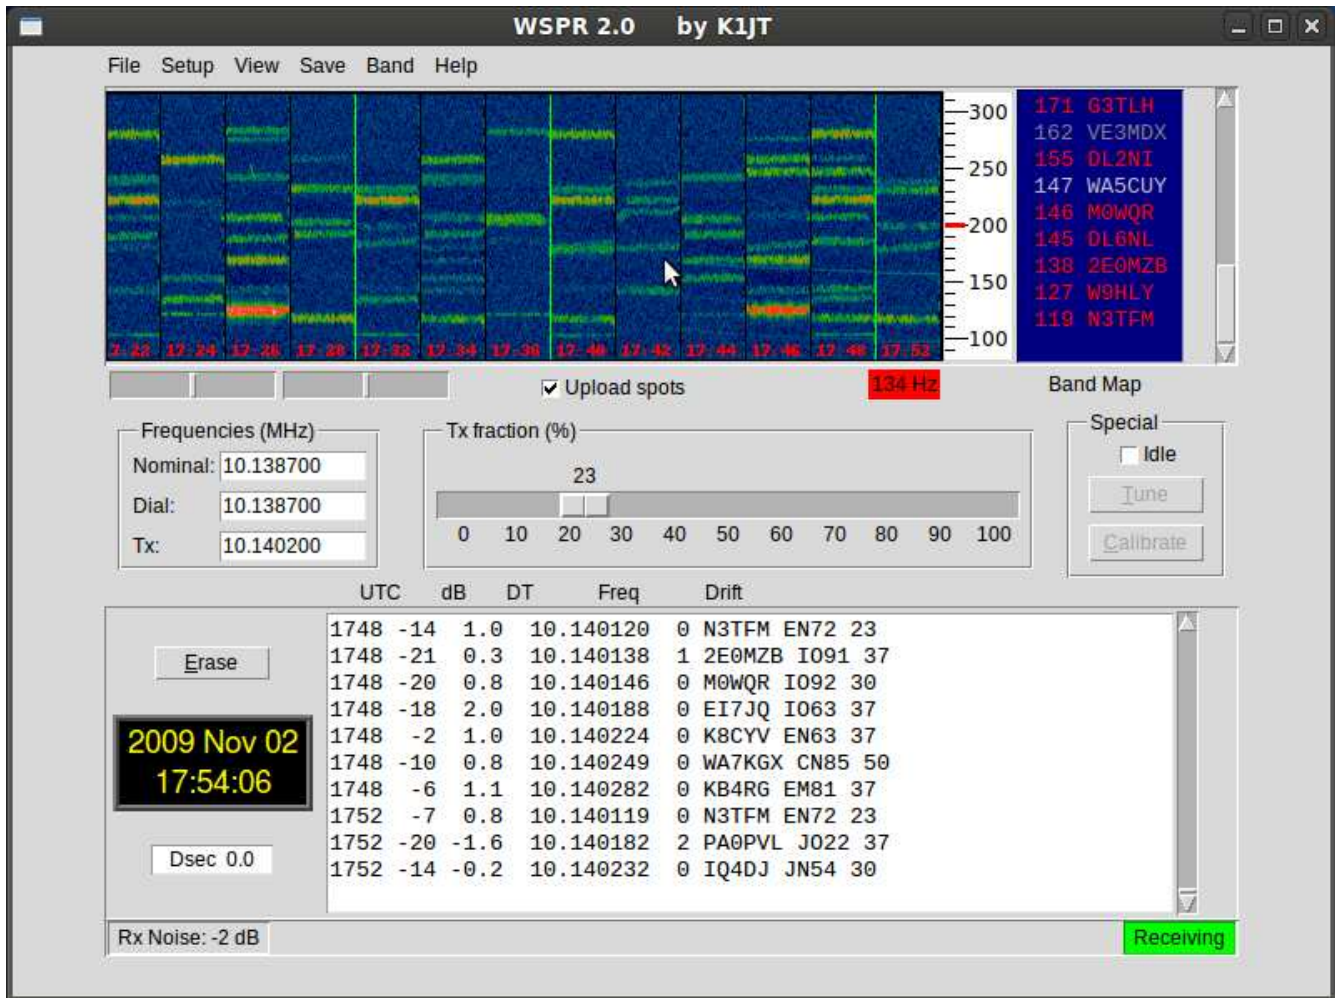 WSPR 2.0 by K1JT
File Setup View Save Band Help
300
250
200
150
100
7:22 17:24 17:26 17:28 17:32 17:34 17:36 17:40 17:42 17:44 17:46 17:48 17:52
171 G3TLH
162 VE3MDX
155 DL2NI
147 WA5CUY
146 M0WQR
145 DL6NL
138 2E0MZB
127 W9HLY
119 N3TFM
Upload spots
134 Hz
Band Map
Frequencies (MHz)
Nominal: 10.138700
Dial: 10.138700
Tx: 10.140200
Tx fraction (%)
23
0 10 20 30 40 50 60 70 80 90 100
Special
Idle
Tune
Calibrate
UTC dB DT Freq Drift
1748 -14 1.0 10.140120 0 N3TFM EN72 23
1748 -21 0.3 10.140138 1 2E0MZB IO91 37
1748 -20 0.8 10.140146 0 M0WQR IO92 30
1748 -18 2.0 10.140188 0 EI7JQ IO63 37
1748 -2 1.0 10.140224 0 K8CYV EN63 37
1748 -10 0.8 10.140249 0 WA7KGX CN85 50
1748 -6 1.1 10.140282 0 KB4RG EM81 37
1752 -7 0.8 10.140119 0 N3TFM EN72 23
1752 -20 -1.6 10.140182 2 PA0PVL JO22 37
1752 -14 -0.2 10.140232 0 IQ4DJ JN54 30
Erase
2009 Nov 02
17:54:06
Dsec 0.0
Rx Noise: -2 dB
Receiving